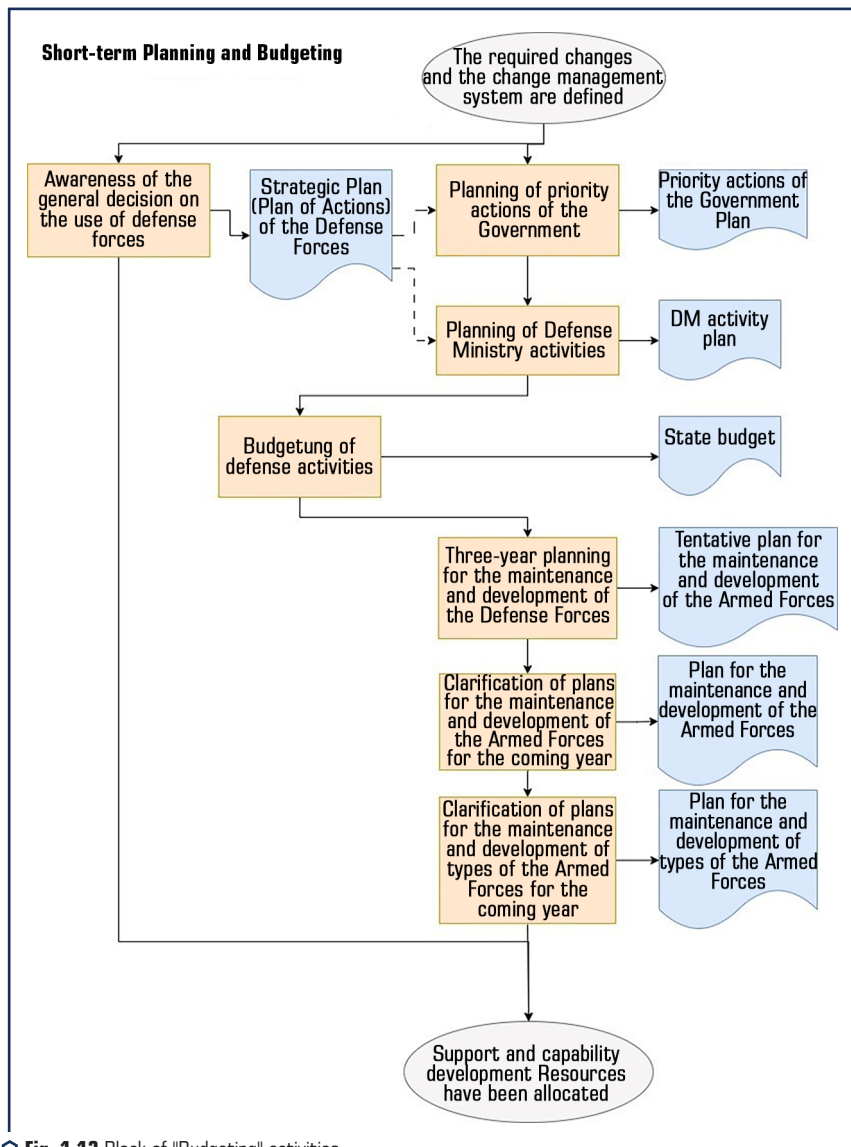 Short-term Planning and Budgeting
The required changes
and the change management
system are defined
Awareness of the
general decision on
the use of defense
forces
Strategic Plan
(Plan of Actions)
of the Defense
Forces
Planning of priority
actions of the
Government
Priority actions of
the Government
Plan
Planning of Defense
Ministry activities
DM activity
plan
Budgetung of
defense activities
State budget
Three-year planning
for the maintenance
and development of
the Defense Forces
Tentative plan for
the maintenance
and development
of the Armed Forces
Clarification of plans
for the maintenance
and development of
the Armed Forces
for the coming year
Plan for the
maintenance and
development of the
Armed Forces
Clarification of plans
for the maintenance
and development of
types of the Armed
Forces for the
coming year
Plan for the
maintenance and
development of
types of the Armed
Forces
Support and capability
development Resources
have been allocated
Fig. 1.12 Block of "Budgeting" activities